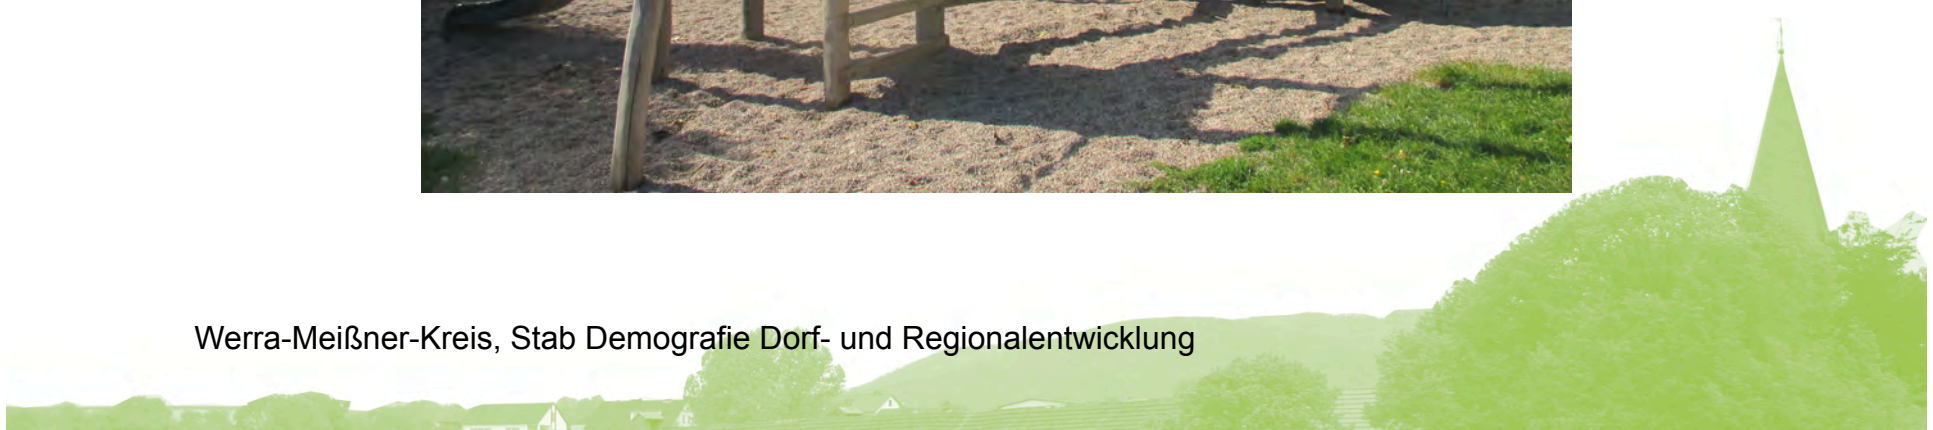 Werra-Meißner-Kreis, Stab Demografie Dorf- und Regionalentwicklung